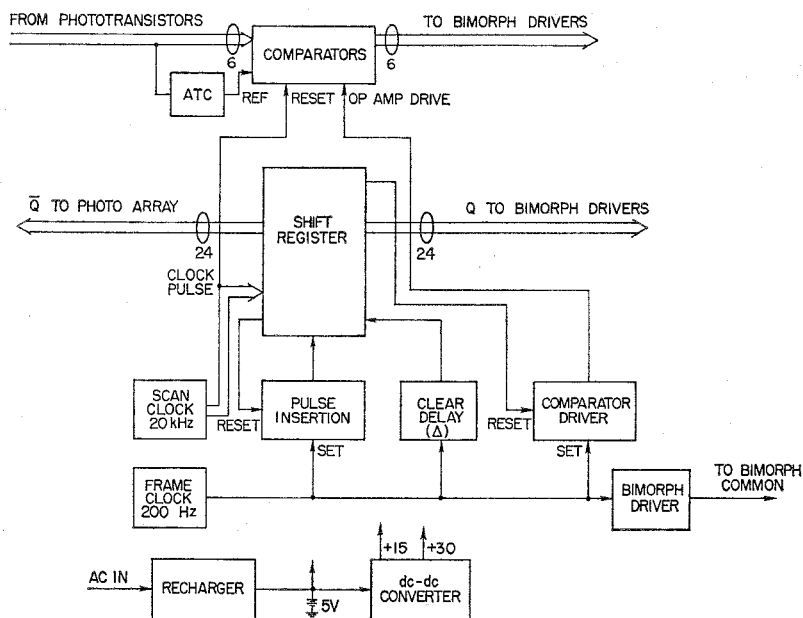 FROM PHOTOTRANSISTORS
TO BIMORPH DRIVERS
6
COMPARATORS
6
ATC
REF
RESET
OP AMP DRIVE
Q̅ TO PHOTO ARRAY
SHIFT
REGISTER
Q TO BIMORPH DRIVERS
24
24
CLOCK
PULSE
SCAN
CLOCK
20 kHz
RESET
PULSE
INSERTION
CLEAR
DELAY
(Δ)
RESET
COMPARATOR
DRIVER
SET
SET
FRAME
CLOCK
200 Hz
BIMORPH
DRIVER
TO BIMORPH
COMMON
AC IN
RECHARGER
5V
+15
+30
dc-dc
CONVERTER